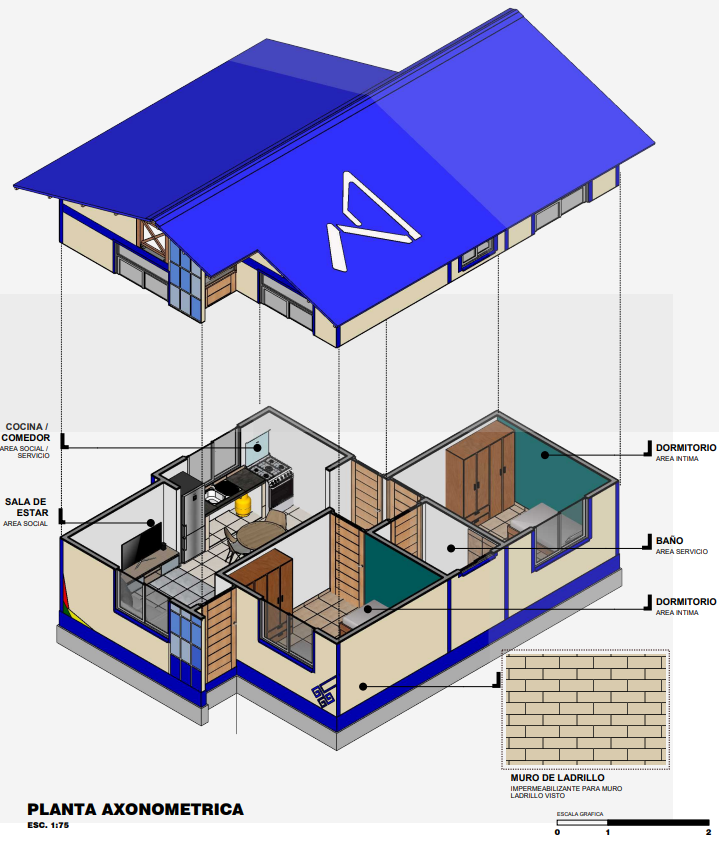 COCINA /
COMEDOR
AREA SOCIAL /
SERVICIO
SALA DE
ESTAR
AREA SOCIAL
DORMITORIO
AREA INTIMA
BAÑO
AREA SERVICIO
DORMITORIO
AREA INTIMA
MURO DE LADRILLO
IMPERMEABILIZANTE PARA MURO
LADRILLO VISTO
PLANTA AXONOMETRICA
ESC. 1:75
ESCALA GRAFICA
0 1 2